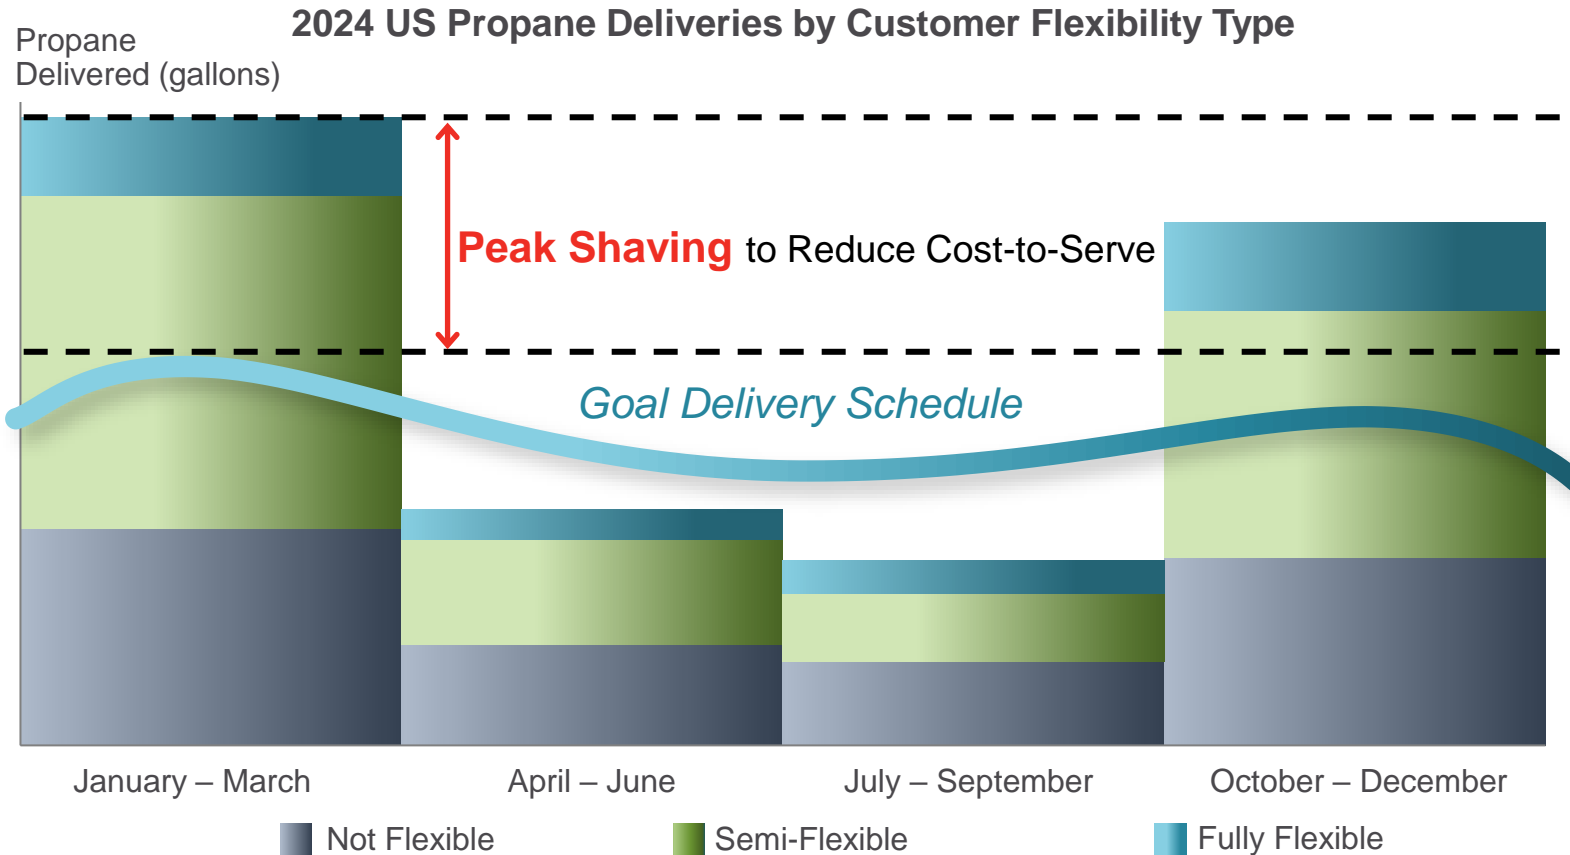 2024 US Propane Deliveries by Customer Flexibility Type
Propane
Delivered (gallons)
Peak Shaving to Reduce Cost-to-Serve
Goal Delivery Schedule
January – March
April – June
July – September
October – December
Not Flexible
Semi-Flexible
Fully Flexible